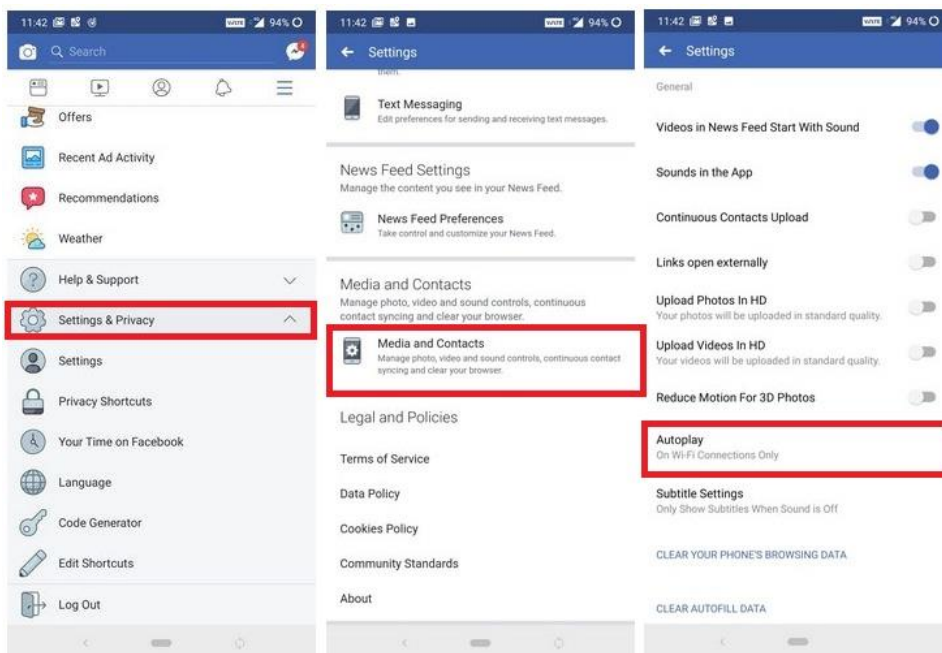 11:42
VoLTE
94%
Search
4
Offers
Recent Ad Activity
Recommendations
Weather
Help & Support
Settings & Privacy
Settings
Privacy Shortcuts
Your Time on Facebook
Language
Code Generator
Edit Shortcuts
Log Out
11:42
VoLTE
94%
Settings
them.
Text Messaging
Edit preferences for sending and receiving text messages.
News Feed Settings
Manage the content you see in your News Feed.
News Feed Preferences
Take control and customize your News Feed.
Media and Contacts
Manage photo, video and sound controls, continuous
contact syncing and clear your browser.
Media and Contacts
Manage photo, video and sound controls, continuous contact
syncing and clear your browser.
Legal and Policies
Terms of Service
Data Policy
Cookies Policy
Community Standards
About
11:42
VoLTE
94%
Settings
General
Videos in News Feed Start With Sound
Sounds in the App
Continuous Contacts Upload
Links open externally
Upload Photos In HD
Your photos will be uploaded in standard quality.
Upload Videos In HD
Your videos will be uploaded in standard quality.
Reduce Motion For 3D Photos
Autoplay
On Wi-Fi Connections Only
Subtitle Settings
Only Show Subtitles When Sound is Off
CLEAR YOUR PHONE'S BROWSING DATA
CLEAR AUTOFILL DATA